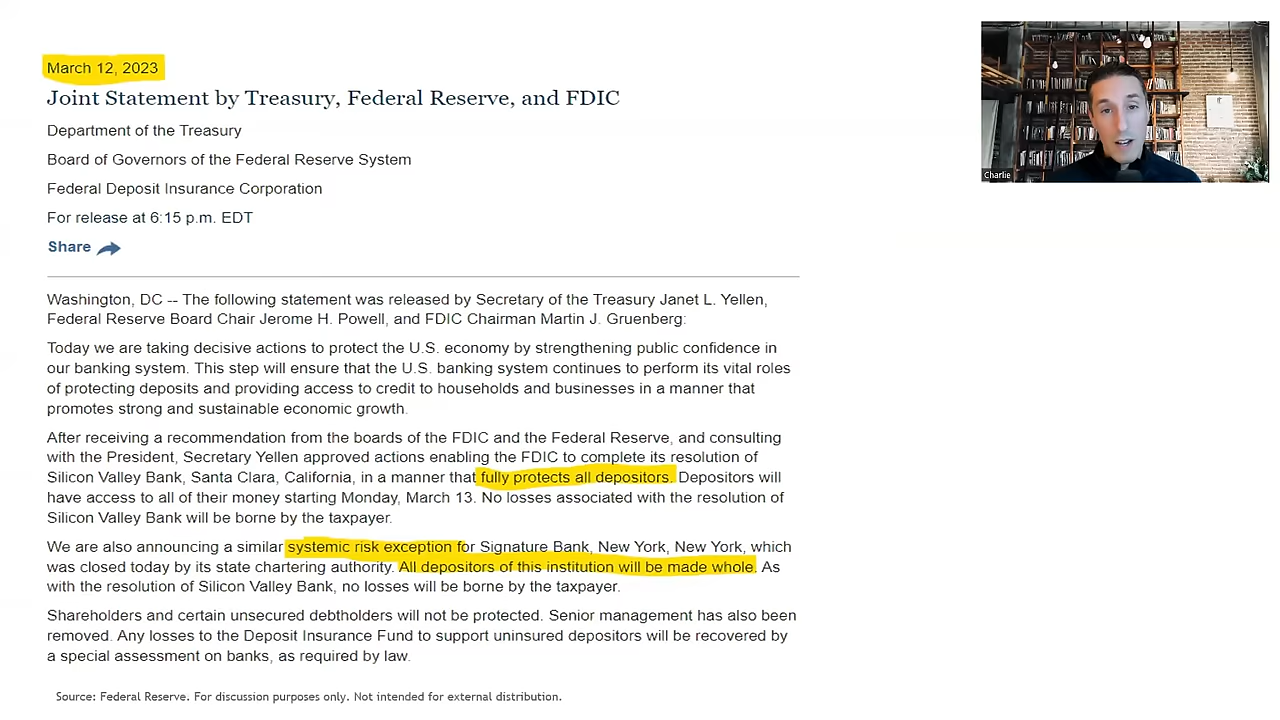 March 12, 2023
Joint Statement by Treasury, Federal Reserve, and FDIC
Department of the Treasury
Board of Governors of the Federal Reserve System
Federal Deposit Insurance Corporation
For release at 6:15 p.m. EDT
Share
Washington, DC -- The following statement was released by Secretary of the Treasury Janet L. Yellen,
Federal Reserve Board Chair Jerome H. Powell, and FDIC Chairman Martin J. Gruenberg:
Today we are taking decisive actions to protect the U.S. economy by strengthening public confidence in
our banking system. This step will ensure that the U.S. banking system continues to perform its vital roles
of protecting deposits and providing access to credit to households and businesses in a manner that
promotes strong and sustainable economic growth.
After receiving a recommendation from the boards of the FDIC and the Federal Reserve, and consulting
with the President, Secretary Yellen approved actions enabling the FDIC to complete its resolution of
Silicon Valley Bank, Santa Clara, California, in a manner that fully protects all depositors. Depositors will
have access to all of their money starting Monday, March 13. No losses associated with the resolution of
Silicon Valley Bank will be borne by the taxpayer.
We are also announcing a similar systemic risk exception for Signature Bank, New York, New York, which
was closed today by its state chartering authority. All depositors of this institution will be made whole. As
with the resolution of Silicon Valley Bank, no losses will be borne by the taxpayer.
Shareholders and certain unsecured debtholders will not be protected. Senior management has also been
removed. Any losses to the Deposit Insurance Fund to support uninsured depositors will be recovered by
a special assessment on banks, as required by law.
Source: Federal Reserve. For discussion purposes only. Not intended for external distribution.
Charlie